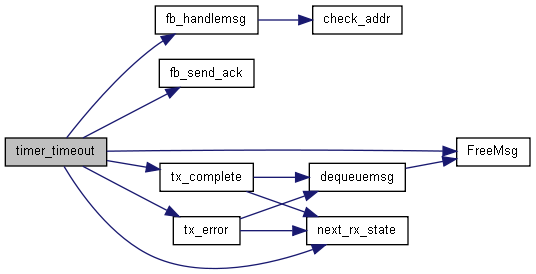 fb_handlemsg
check_addr
fb_send_ack
timer_timeout
FreeMsg
tx_complete
dequeuemsg
tx_error
next_rx_state